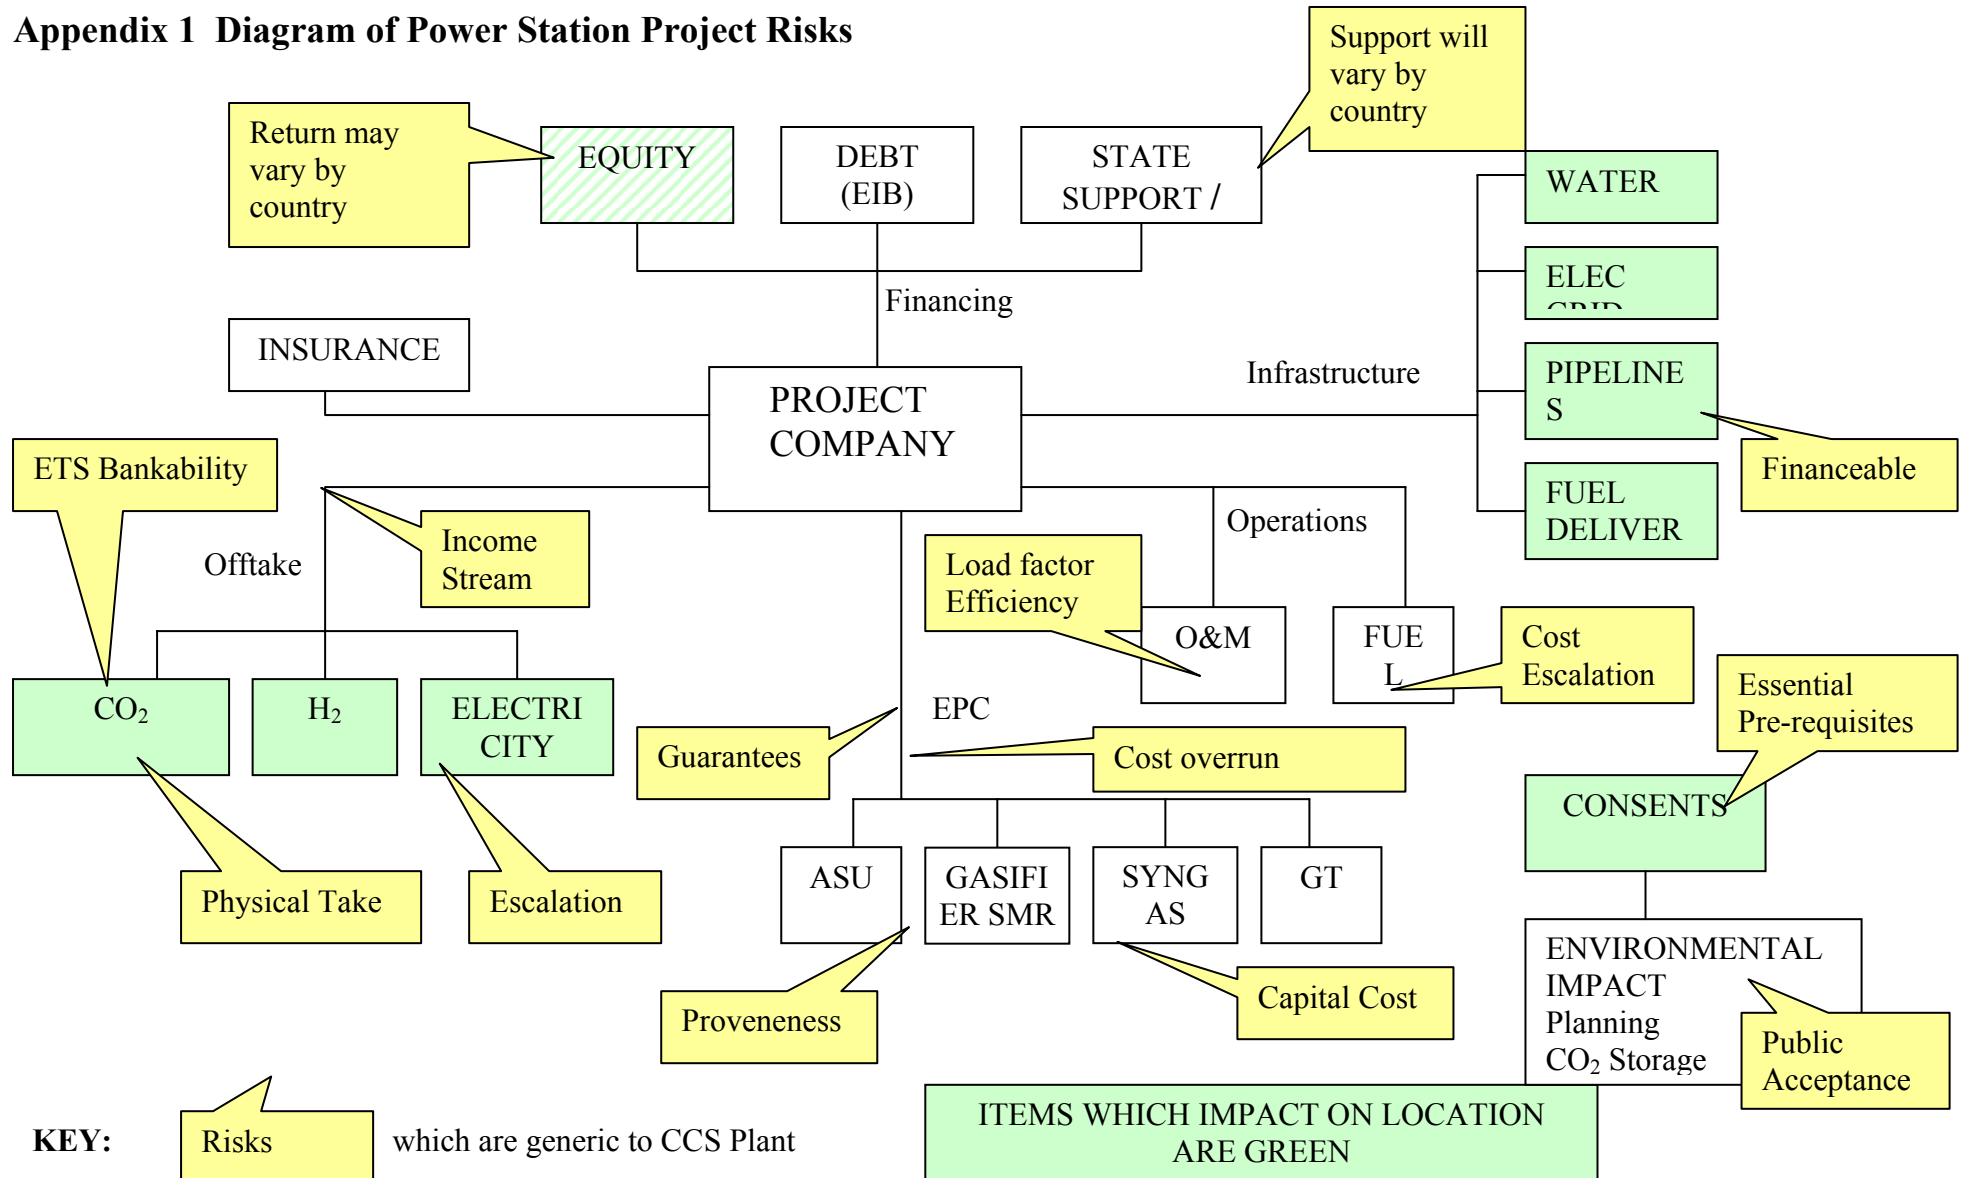 Appendix 1  Diagram of Power Station Project Risks
Support will
vary by
country
Return may
vary by
country
EQUITY
DEBT
(EIB)
STATE
SUPPORT /
WATER
ELEC
GRID
Financing
INSURANCE
Infrastructure
PIPELINE
S
PROJECT
COMPANY
ETS Bankability
Financeable
FUEL
DELIVER
Operations
Income
Stream
Offtake
Load factor
Efficiency
O&M
FUE
L
Cost
Escalation
Essential
Pre-requisites
CO₂
H₂
ELECTRI
CITY
EPC
Guarantees
Cost overrun
CONSENTS
Physical Take
Escalation
ASU
GASIFI
ER SMR
SYNG
AS
GT
ENVIRONMENTAL
IMPACT
Planning
CO₂ Storage
Capital Cost
Proveneness
Public
Acceptance
ITEMS WHICH IMPACT ON LOCATION
ARE GREEN
KEY:
Risks
which are generic to CCS Plant